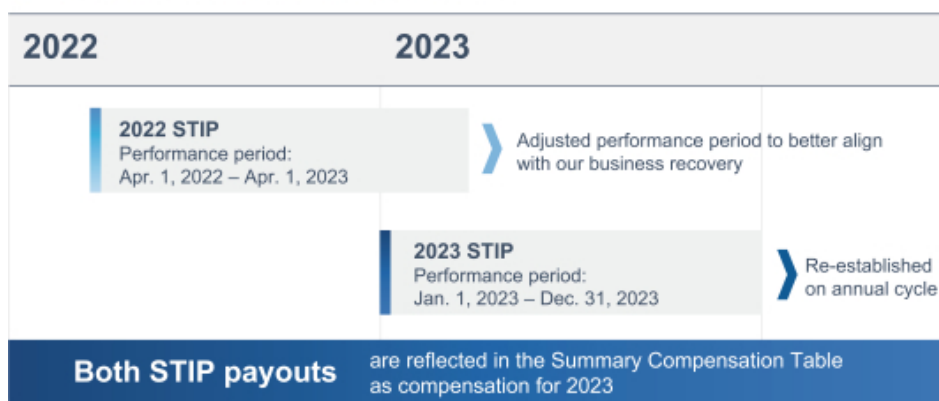 2022
2023
2022 STIP
Performance period:
Apr. 1, 2022 – Apr. 1, 2023
Adjusted performance period to better align
with our business recovery
2023 STIP
Performance period:
Jan. 1, 2023 – Dec. 31, 2023
Re-established
on annual cycle
Both STIP payouts
are reflected in the Summary Compensation Table
as compensation for 2023